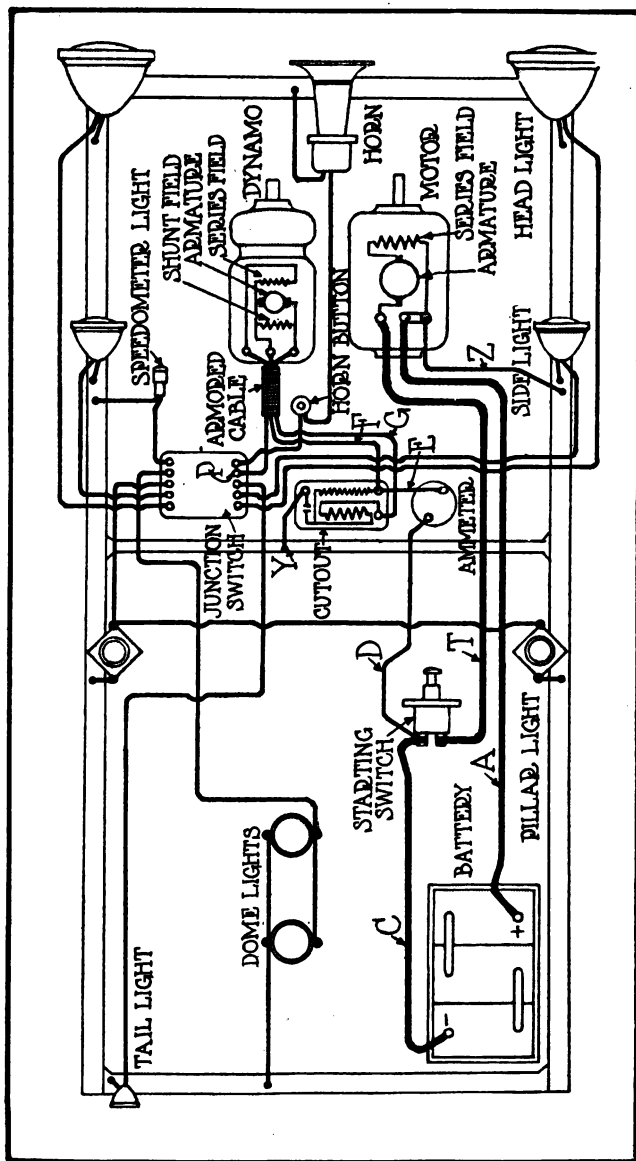 TAIL LIGHT
DOME LIGHTS
JUNCTION
SWITCH
P
SPEEDOMETER LIGHT
ARMORED
CABLE
SHUNT FIELD
ARMATURE
SERIES FIELD
DYNAMO
HORN BUTTON
HORN
Y
CUTOUT
F
G
E
AMMETER
D
STARTING
SWITCH
T
C
BATTERY
-
+
A
PILLAR LIGHT
Z
SIDE LIGHT
MOTOR
SERIES FIELD
ARMATURE
HEAD LIGHT